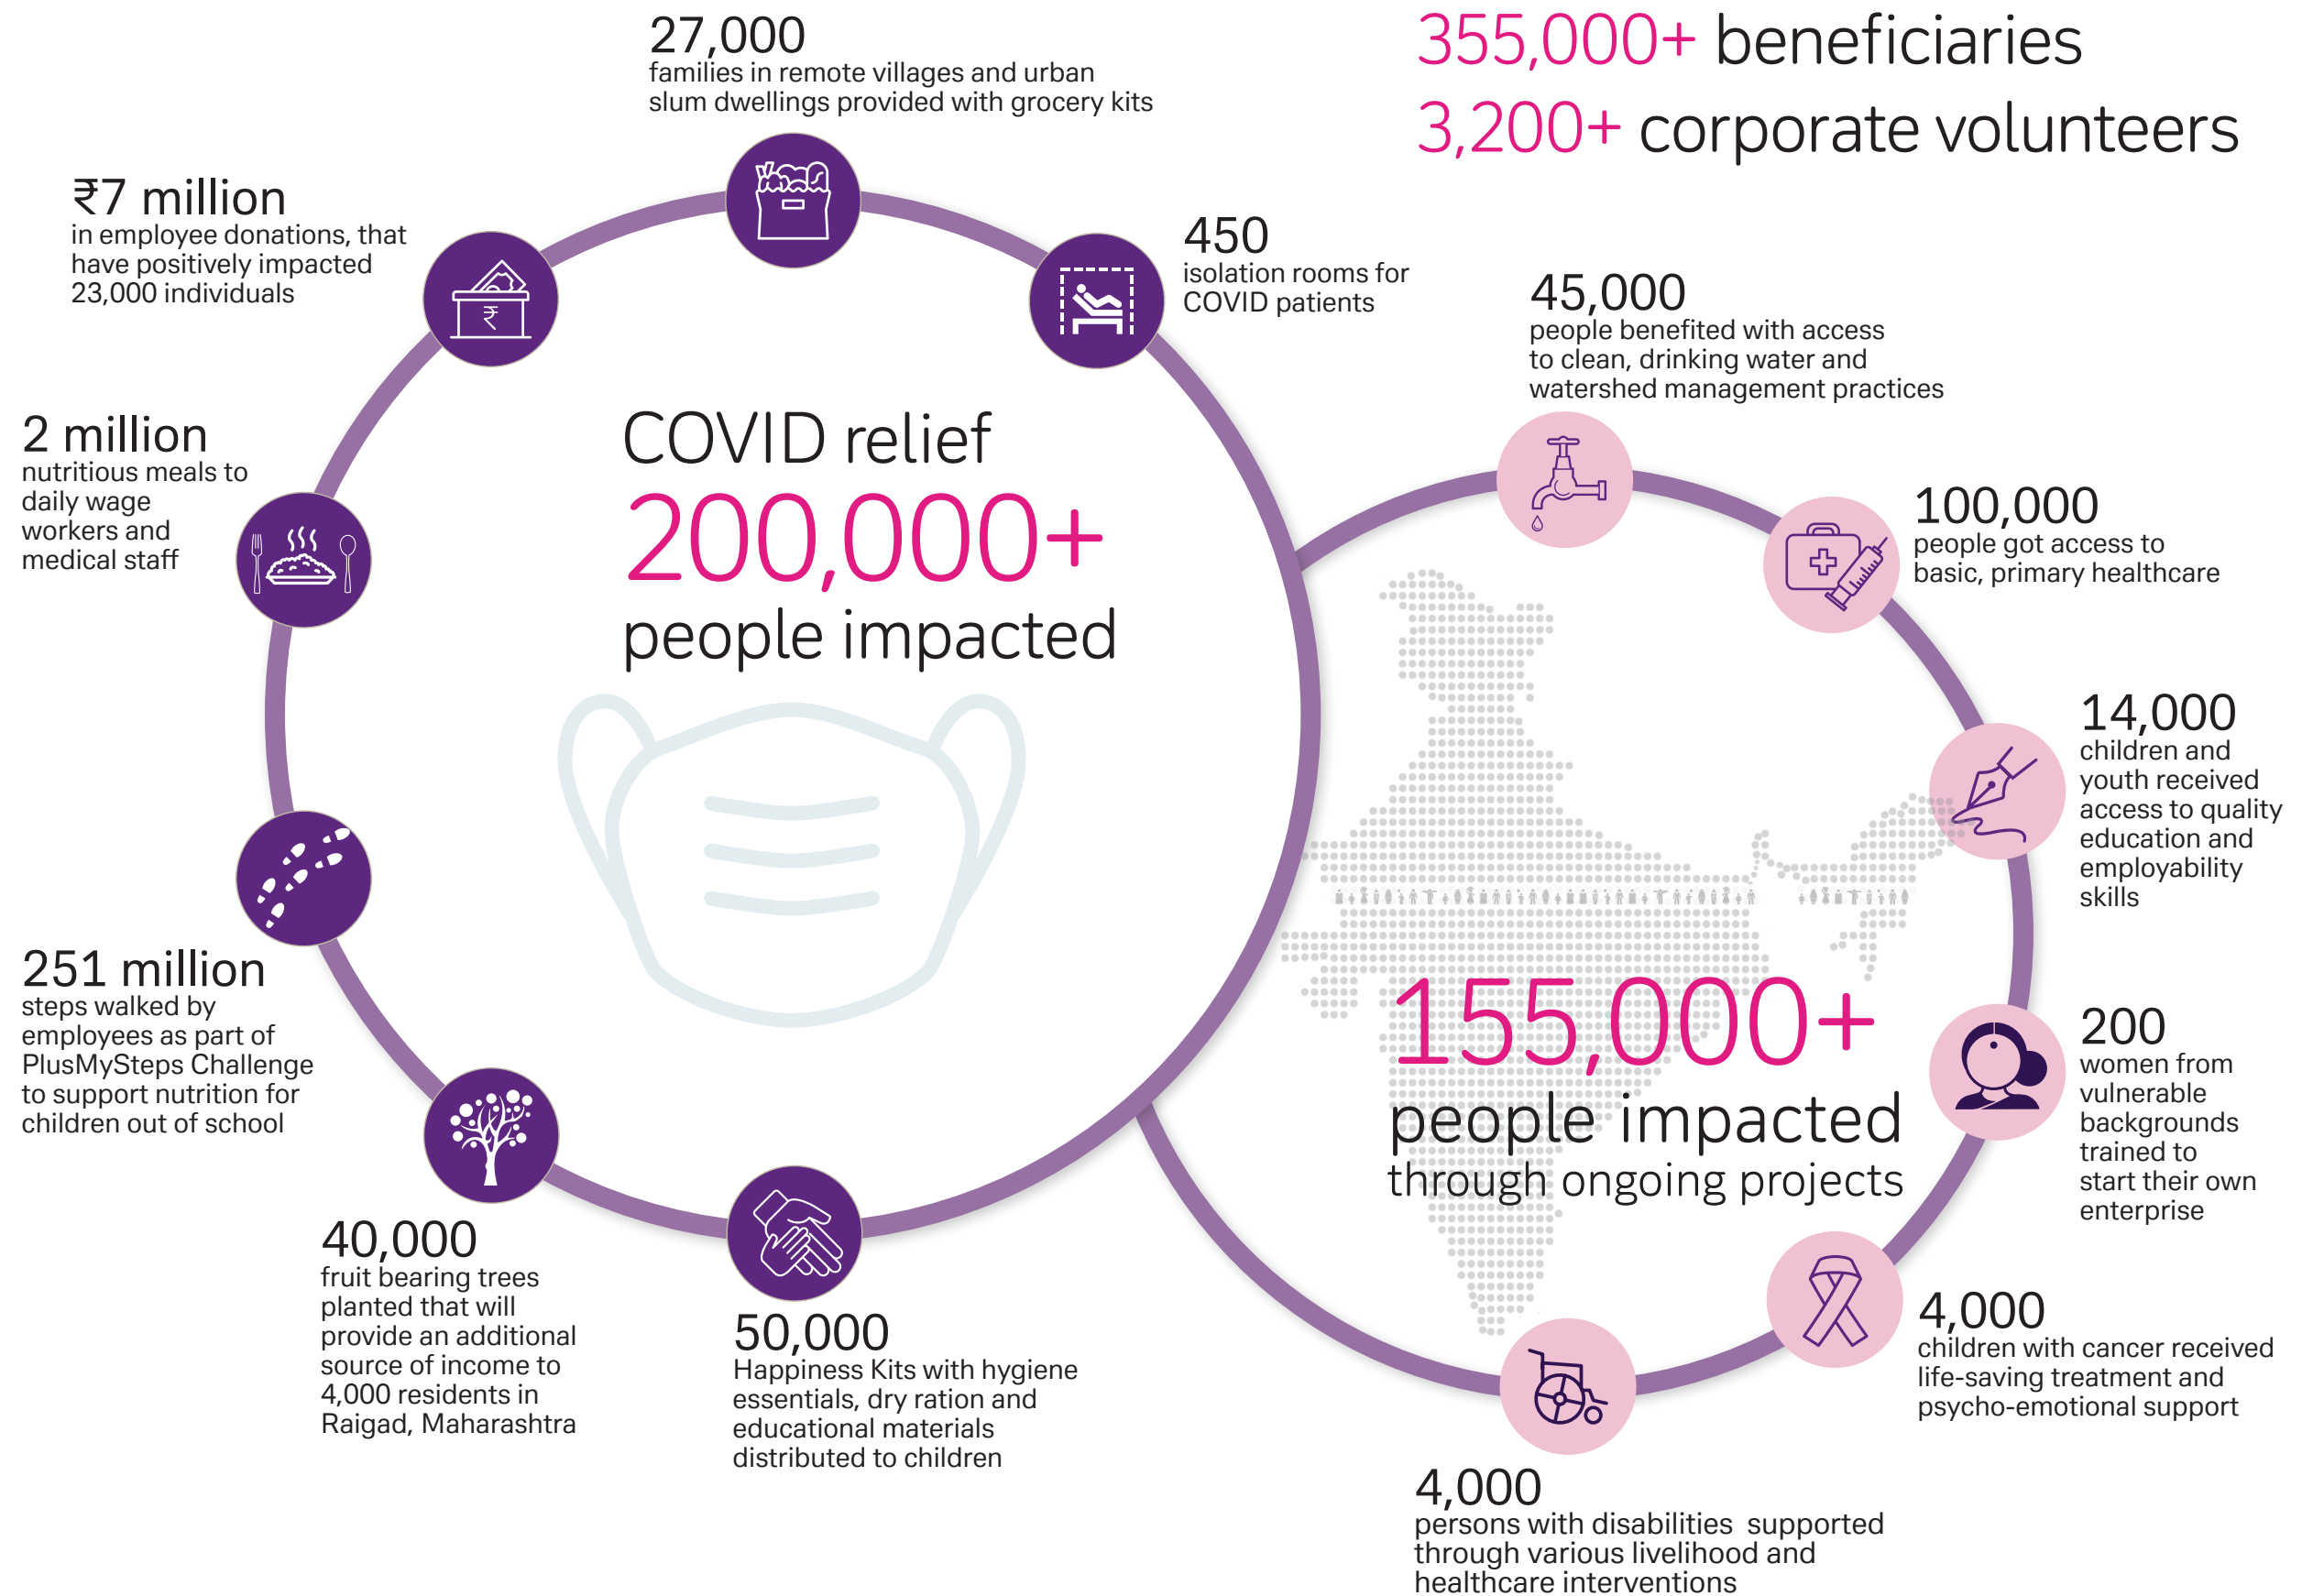 355,000+ beneficiaries
3,200+ corporate volunteers
27,000
families in remote villages and urban
slum dwellings provided with grocery kits
₹7 million
in employee donations, that
have positively impacted
23,000 individuals
450
isolation rooms for
COVID patients
2 million
nutritious meals to
daily wage
workers and
medical staff
COVID relief
200,000+
people impacted
251 million
steps walked by
employees as part of
PlusMySteps Challenge
to support nutrition for
children out of school
40,000
fruit bearing trees
planted that will
provide an additional
source of income to
4,000 residents in
Raigad, Maharashtra
50,000
Happiness Kits with hygiene
essentials, dry ration and
educational materials
distributed to children
45,000
people benefited with access
to clean, drinking water and
watershed management practices
100,000
people got access to
basic, primary healthcare
14,000
children and
youth received
access to quality
education and
employability
skills
155,000+
people impacted
through ongoing projects
200
women from
vulnerable
backgrounds
trained to
start their own
enterprise
4,000
children with cancer received
life-saving treatment and
psycho-emotional support
4,000
persons with disabilities supported
through various livelihood and
healthcare interventions
₹